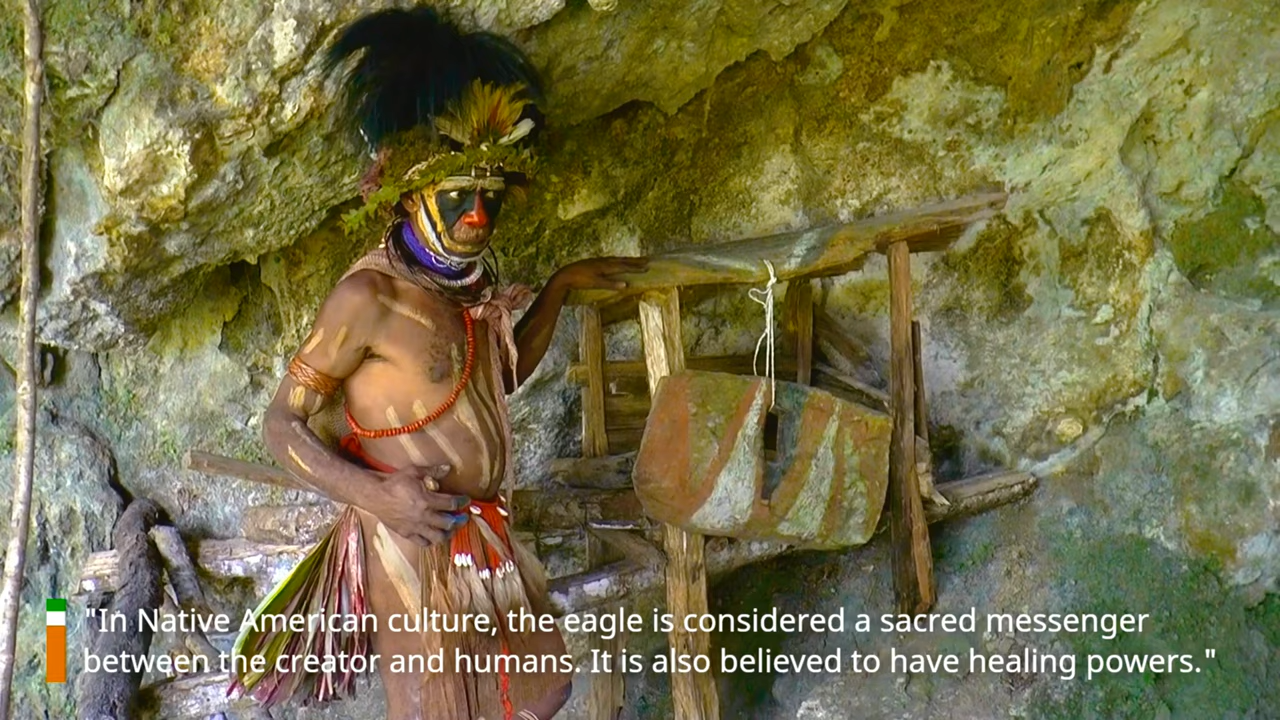 "In Native American culture, the eagle is considered a sacred messenger
between the creator and humans. It is also believed to have healing powers."